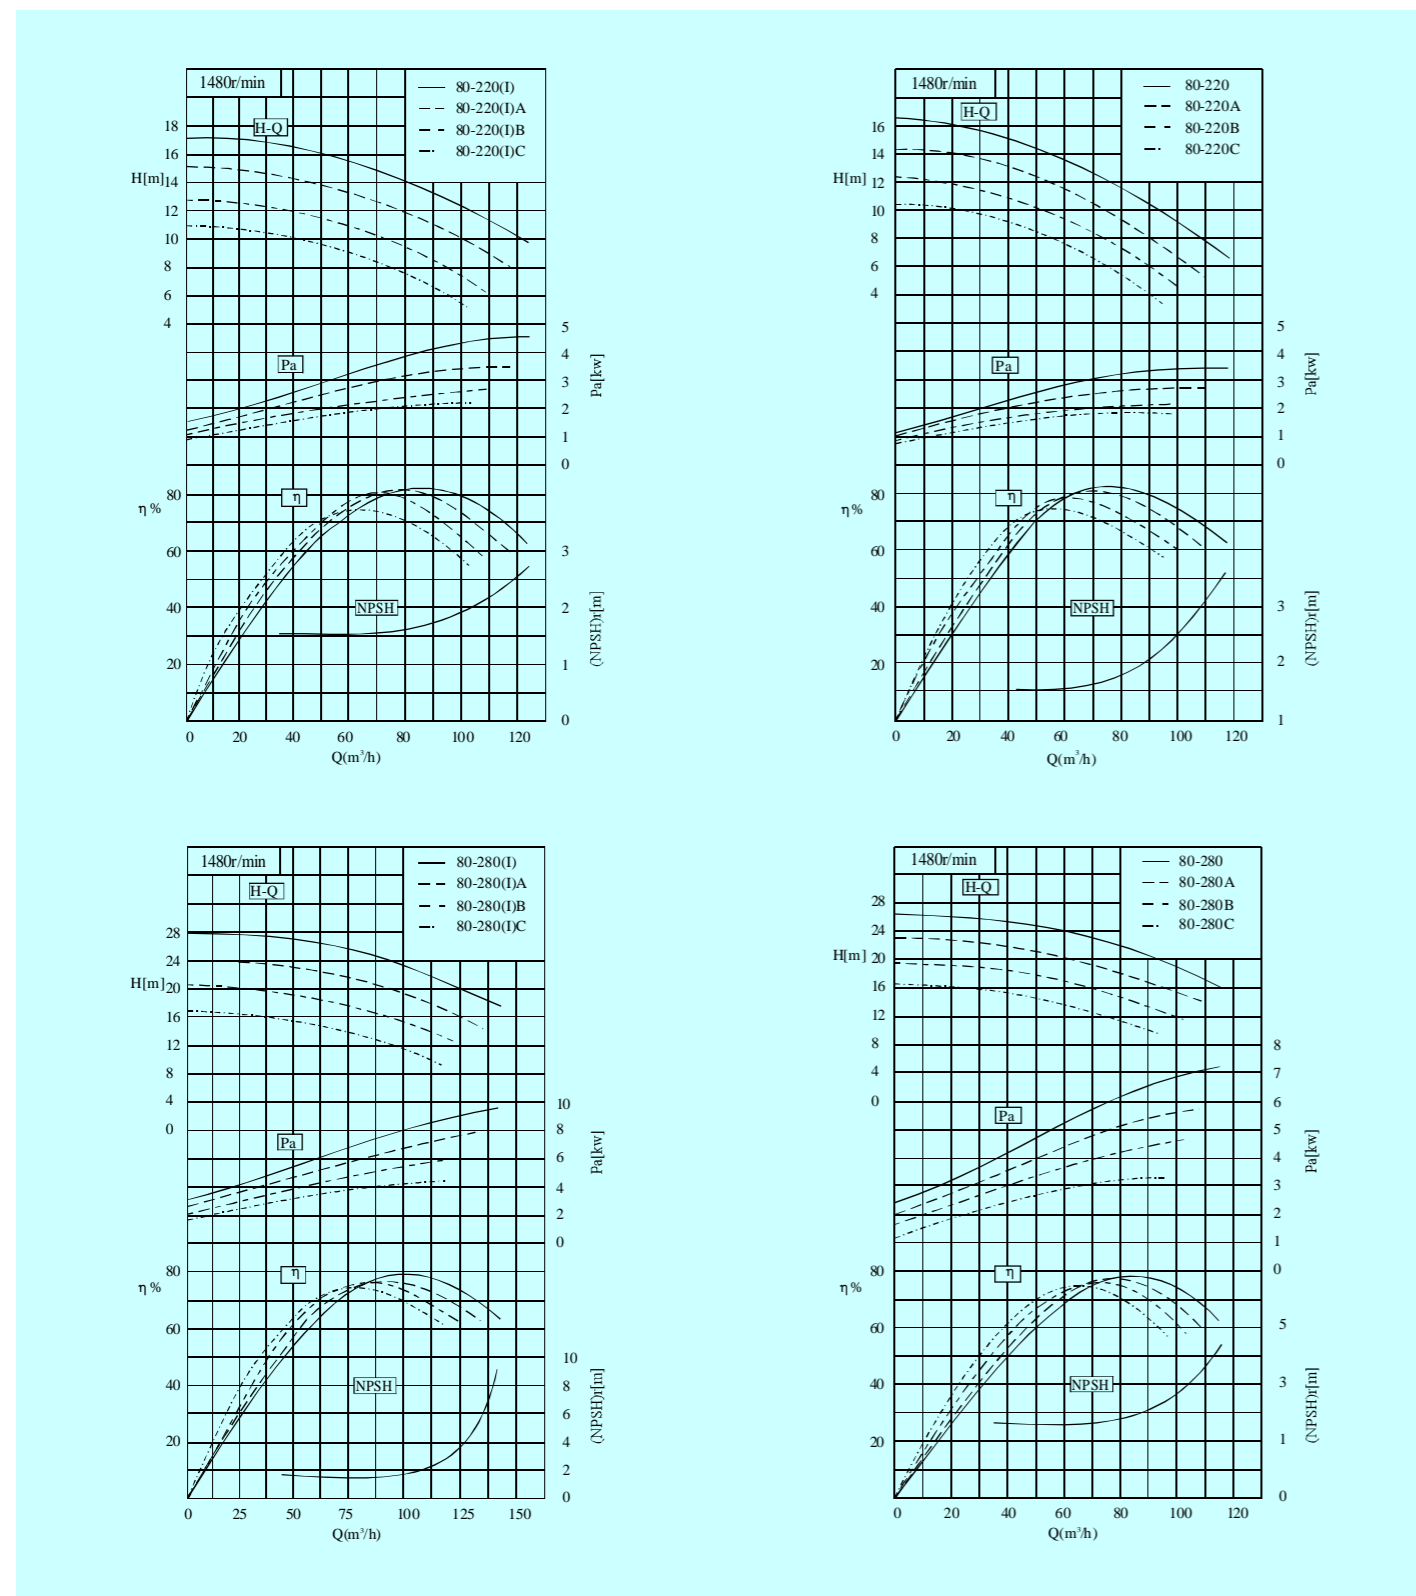 1480r/min
80-220(I)
80-220(I)A
80-220(I)B
80-220(I)C
H-Q
18
16
H[m] 14
12
10
8
6
4
5
4
3
2
1
0
Pa[kw]
Pa
η %
80
60
40
20
η
3
2
1
0
(NPSH)r[m]
NPSH
0 20 40 60 80 100 120
Q(m³/h)
1480r/min
80-220
80-220A
80-220B
80-220C
H-Q
16
14
H[m] 12
10
8
6
4
5
4
3
2
1
0
Pa[kw]
Pa
η %
80
60
40
20
η
3
2
1
(NPSH)r[m]
NPSH
0 20 40 60 80 100 120
Q(m³/h)
1480r/min
80-280(I)
80-280(I)A
80-280(I)B
80-280(I)C
H-Q
28
24
H[m] 20
16
12
8
4
0
10
8
6
4
2
0
Pa[kw]
Pa
η %
80
60
40
20
η
10
8
6
4
2
0
(NPSH)r[m]
NPSH
0 25 50 75 100 125 150
Q(m³/h)
1480r/min
80-280
80-280A
80-280B
80-280C
H-Q
28
24
H[m] 20
16
12
8
4
0
8
7
6
5
4
3
2
1
0
Pa[kw]
Pa
η %
80
60
40
20
η
5
3
1
0
(NPSH)r[m]
NPSH
0 20 40 60 80 100 120
Q(m³/h)